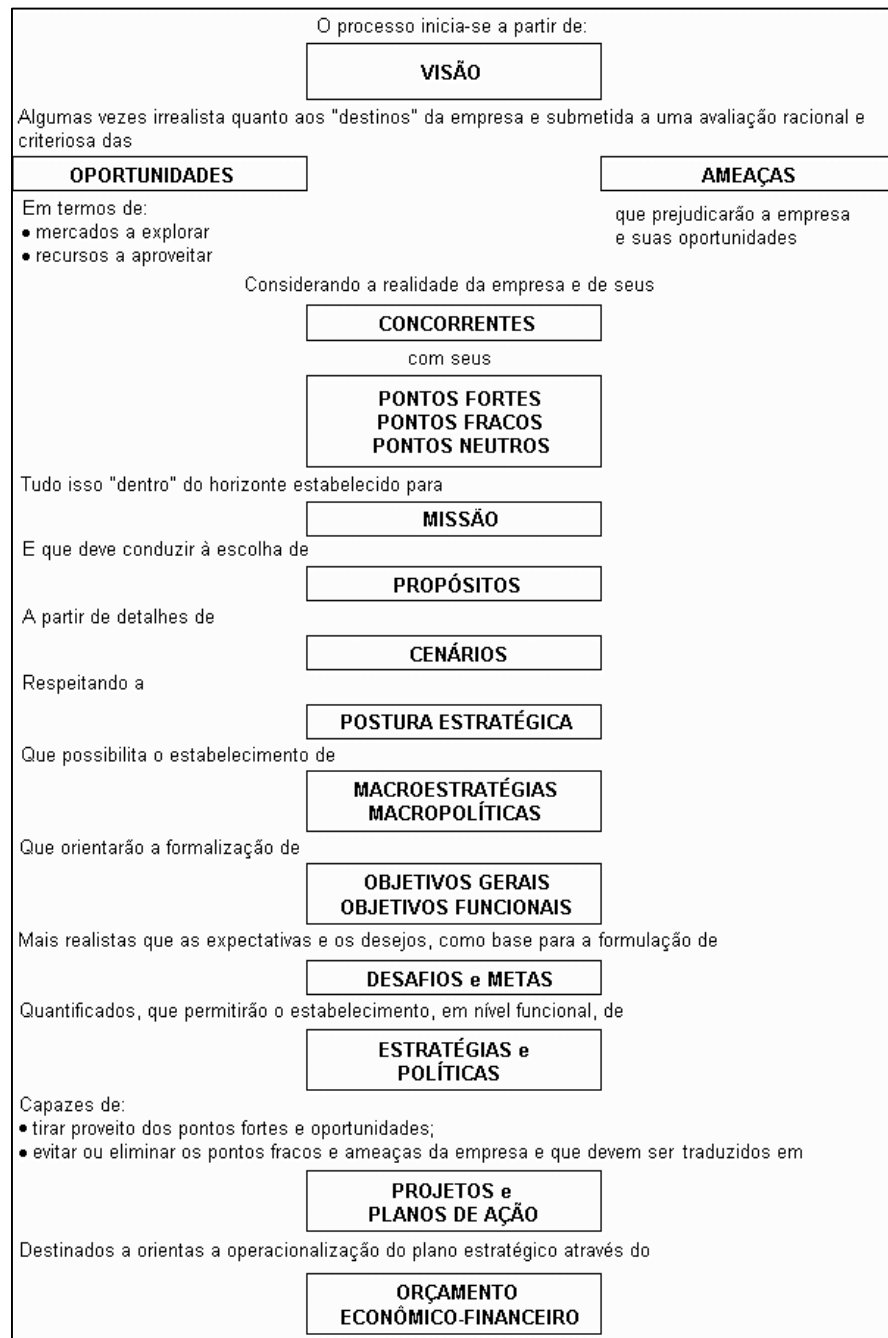 O processo inicia-se a partir de:
VISÃO
Algumas vezes irrealista quanto aos "destinos" da empresa e submetida a uma avaliação racional e
criteriosa das
OPORTUNIDADES
AMEAÇAS
Em termos de:
• mercados a explorar
• recursos a aproveitar
que prejudicarão a empresa
e suas oportunidades
Considerando a realidade da empresa e de seus
CONCORRENTES
com seus
PONTOS FORTES
PONTOS FRACOS
PONTOS NEUTROS
Tudo isso "dentro" do horizonte estabelecido para
MISSÃO
E que deve conduzir à escolha de
PROPÓSITOS
A partir de detalhes de
CENÁRIOS
Respeitando a
POSTURA ESTRATÉGICA
Que possibilita o estabelecimento de
MACROESTRATÉGIAS
MACROPOLÍTICAS
Que orientarão a formalização de
OBJETIVOS GERAIS
OBJETIVOS FUNCIONAIS
Mais realistas que as expectativas e os desejos, como base para a formulação de
DESAFIOS e METAS
Quantificados, que permitirão o estabelecimento, em nível funcional, de
ESTRATÉGIAS e
POLÍTICAS
Capazes de:
• tirar proveito dos pontos fortes e oportunidades;
• evitar ou eliminar os pontos fracos e ameaças da empresa e que devem ser traduzidos em
PROJETOS e
PLANOS DE AÇÃO
Destinados a orientas a operacionalização do plano estratégico através do
ORÇAMENTO
ECONÔMICO-FINANCEIRO